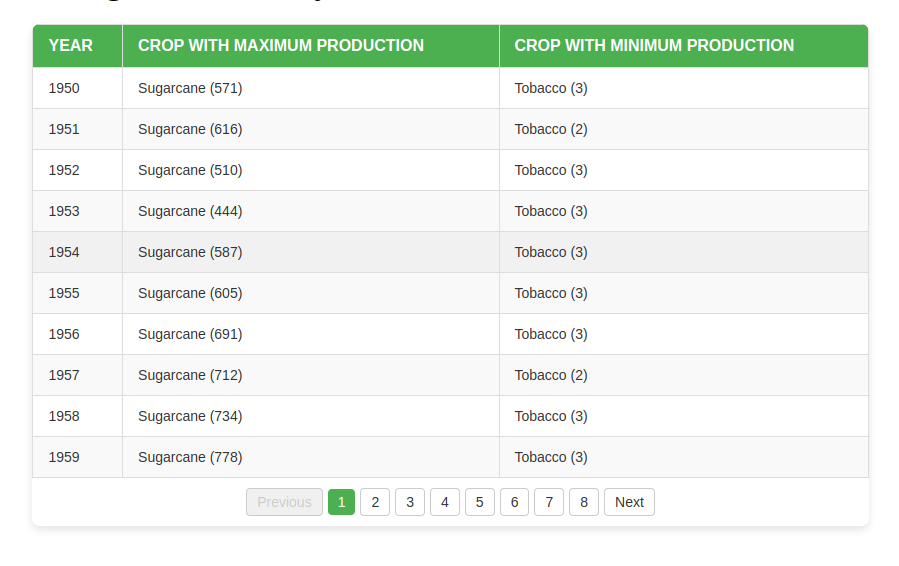 YEAR CROP WITH MAXIMUM PRODUCTION CROP WITH MINIMUM PRODUCTION
1950 Sugarcane (571) Tobacco (3)
1951 Sugarcane (616) Tobacco (2)
1952 Sugarcane (510) Tobacco (3)
1953 Sugarcane (444) Tobacco (3)
1954 Sugarcane (587) Tobacco (3)
1955 Sugarcane (605) Tobacco (3)
1956 Sugarcane (691) Tobacco (3)
1957 Sugarcane (712) Tobacco (2)
1958 Sugarcane (734) Tobacco (3)
1959 Sugarcane (778) Tobacco (3)
Previous 1 2 3 4 5 6 7 8 Next